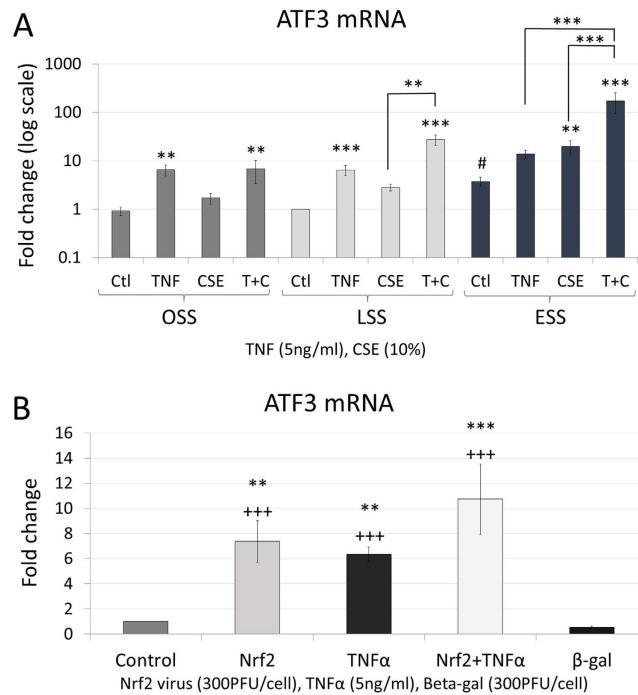 A
ATF3 mRNA
Fold change (log scale)
1000
100
10
1
0.1
**
**
***
**
***
#
**
***
***
***
Ctl TNF CSE T+C Ctl TNF CSE T+C Ctl TNF CSE T+C
OSS LSS ESS
TNF (5ng/ml), CSE (10%)
B
ATF3 mRNA
Fold change
16
14
12
10
8
6
4
2
0
**
+++
**
+++
***
+++
Control Nrf2 TNFα Nrf2+TNFα β-gal
Nrf2 virus (300PFU/cell), TNFα (5ng/ml), Beta-gal (300PFU/cell)